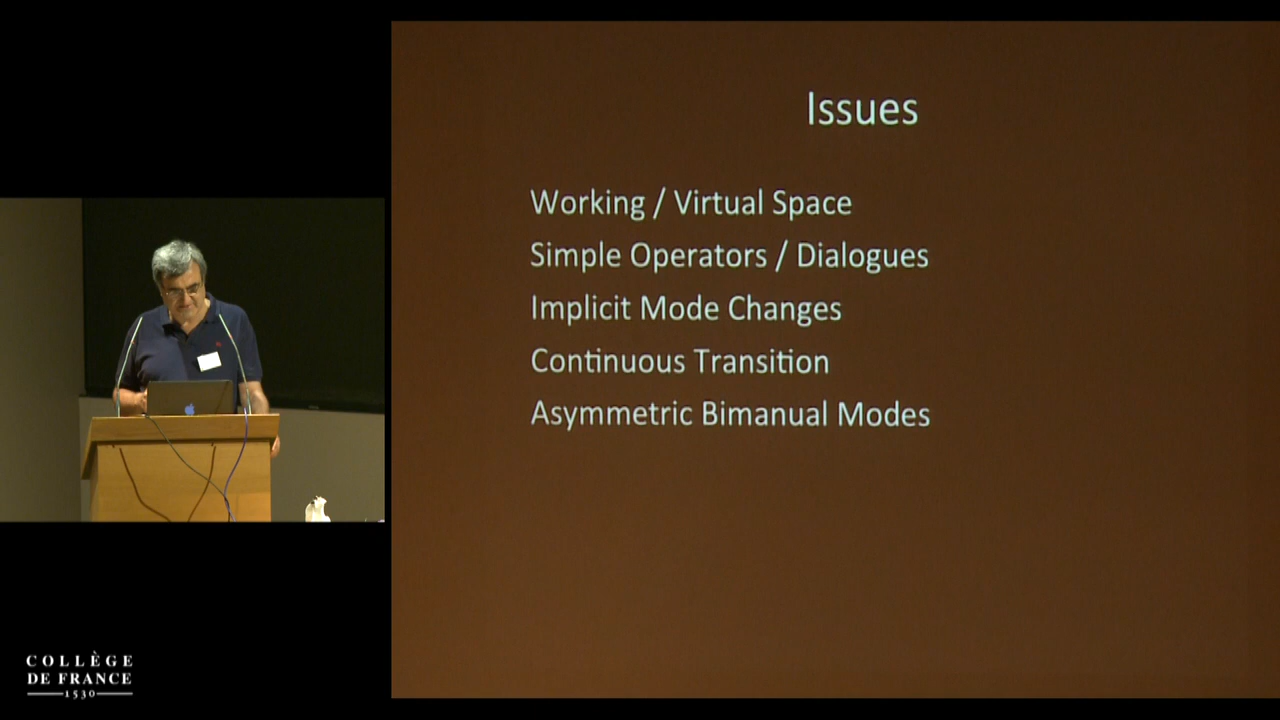 Issues
Working / Virtual Space
Simple Operators / Dialogues
Implicit Mode Changes
Continuous Transition
Asymmetric Bimanual Modes
COLLÈGE
DE FRANCE
1530